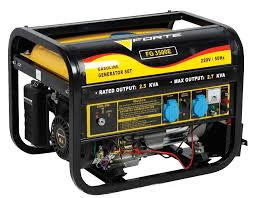 FORTE
FG 3500E
GASOLINE
GENERATOR SET
220V / 50Hz
RATED OUTPUT: 2.5 KVA
MAX OUTPUT: 2.7 KVA